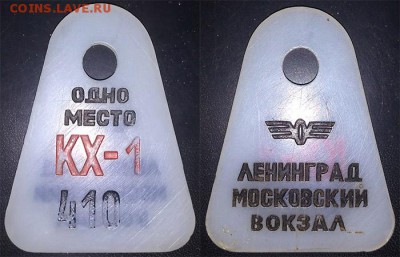 COINS.LAVE.RU
ОДНО
МЕСТО
КХ-1
410
ЛЕНИНГРАД
МОСКОВСКИЙ
ВОКЗАЛ